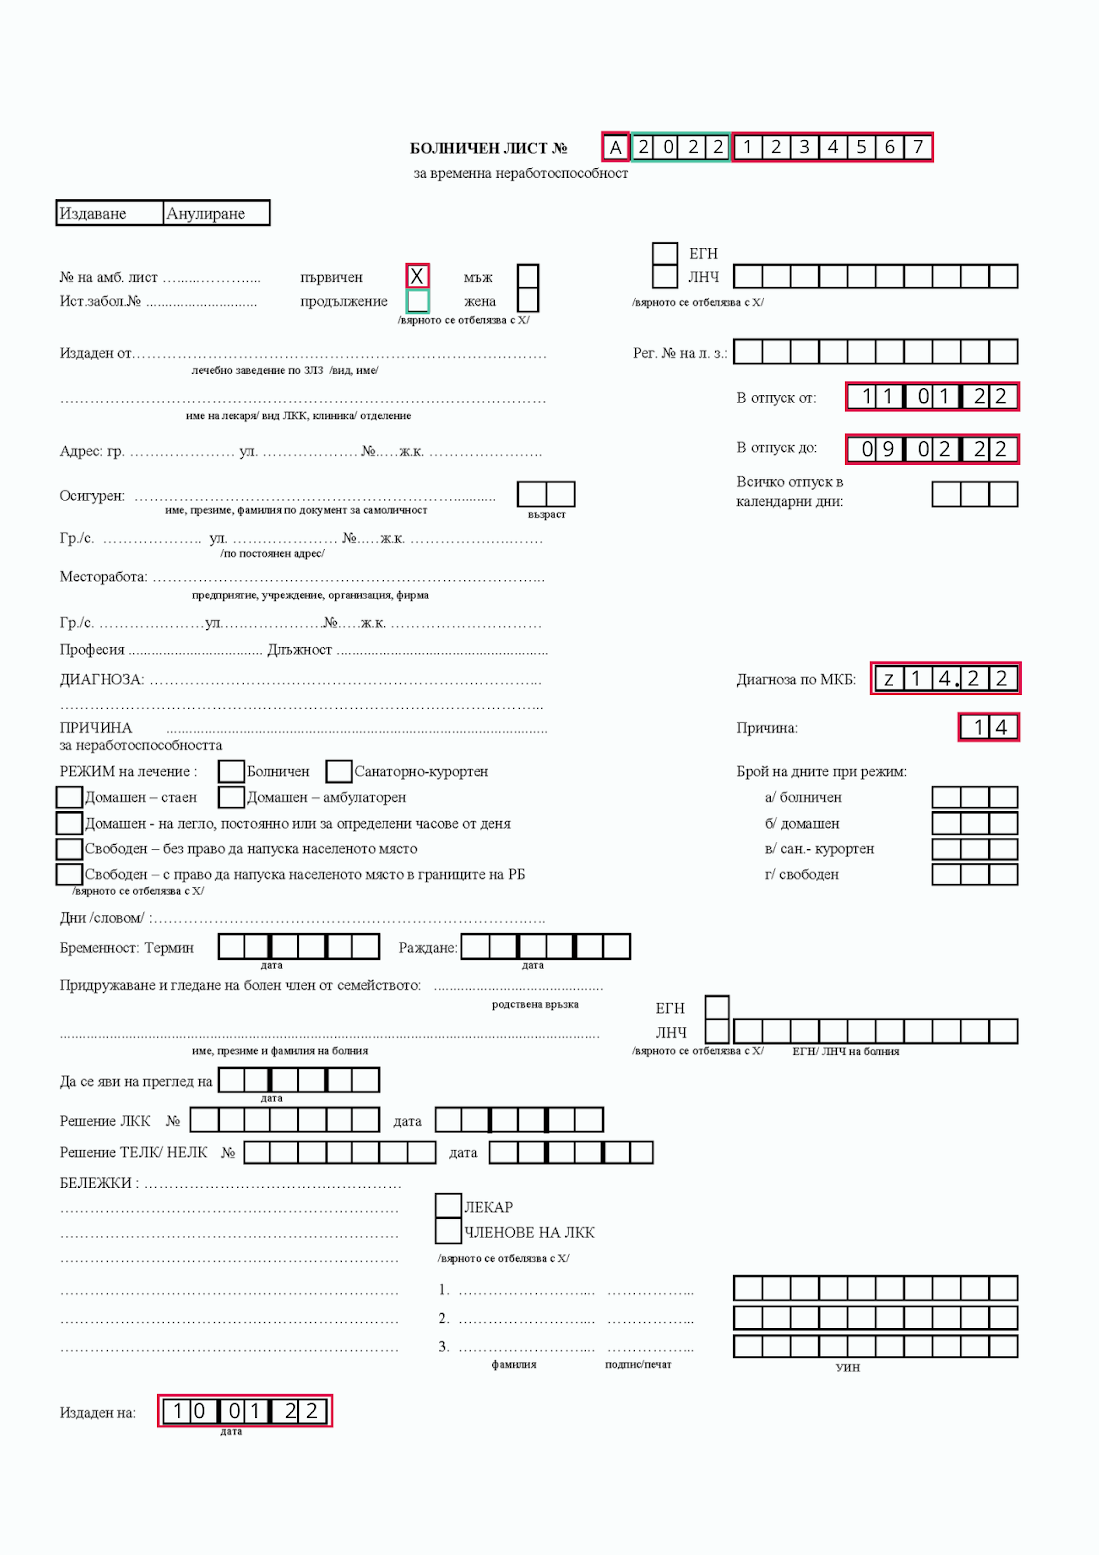 БОЛНИЧЕН ЛИСТ № A 2 0 2 2 1 2 3 4 5 6 7
за временна неработоспособност
Издаване Анулиране
ЕГН
№ на амб. лист .................... първичен X мъж ЛНЧ
Ист.забол.№ ............................. продължение жена /вярното се отбелязва с X/
/вярното се отбелязва с X/
Издаден от.................................................. Рег. № на л. з.:
лечебно заведение по ЗЛЗ /вид, име/
.................................................. В отпуск от: 1 1 0 1 2 2
име на лекаря/ вид ЛКК, клиника/ отделение
Адрес: гр. .................... ул. .................... №.....ж.к. ........................ В отпуск до: 0 9 0 2 2 2
Осигурен: .................................................. Всичко отпуск в
календарни дни:
име, презиме, фамилия по документ за самоличност възраст
Гр./с. .................... ул. .................... №.....ж.к. ........................
/по постоянен адрес/
Месторабота: ..................................................
предприятие, учреждение, организация, фирма
Гр./с. ....................ул.....................№.....ж.к. ........................
Професия ................................... Длъжност .......................................................
ДИАГНОЗА: .................................................. Диагноза по МКБ: z 1 4 . 2 2
..................................................
ПРИЧИНА .................................................. Причина: 1 4
за неработоспособността
РЕЖИМ на лечение : Болничен Санаторно-курортен Брой на дните при режим:
Домашен – стаен Домашен – амбулаторен а/ болничен
Домашен - на легло, постоянно или за определени часове от деня б/ домашен
Свободен – без право да напуска населеното място в/ сан.- курортен
Свободен – с право да напуска населеното място в границите на РБ г/ свободен
/вярното се отбелязва с X/
Дни /словом/ :..................................................
Бременност: Термин Раждане:
дата дата
Придружаване и гледане на болен член от семейството: ............................................
родствена връзка ЕГН
.................................................. ЛНЧ
име, презиме и фамилия на болния /вярното се отбелязва с X/ ЕГН/ ЛНЧ на болния
Да се яви на преглед на
дата
Решение ЛКК № дата
Решение ТЕЛК/ НЕЛК № дата
БЕЛЕЖКИ : ..................................................
.................................................. ЛЕКАР
.................................................. ЧЛЕНОВЕ НА ЛКК
.................................................. /вярното се отбелязва с X/
.................................................. 1. .......................... ..................
.................................................. 2. .......................... ..................
.................................................. 3. .......................... ..................
фамилия подпис/печат УИН
Издаден на: 1 0 0 1 2 2
дата